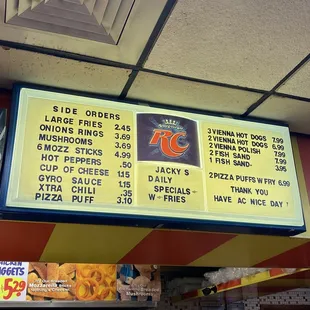 SIDE ORDERS
LARGE FRIES 2.45
ONIONS RINGS 3.69
MUSHROOMS 3.69
6 MOZZ STICKS 4.99
HOT PEPPERS .50
CUP OF CHEESE 1.15
GYRO SAUCE 1.15
XTRA CHILI .35
PIZZA PUFF 3.10
RC
JACKY S
DAILY
SPECIALS
W-FRIES
3 VIENNA HOT DOGS 7.99
2 VIENNA HOT DOGS
2 VIENNA POLISH 7.99
2 FISH SAND 7.99
1 FISH SAND- 3.95
2 PIZZA PUFFS W FRY 6.90
THANK YOU
HAVE AC NICE DAY
NUGGETS
5.29
Mozzarella